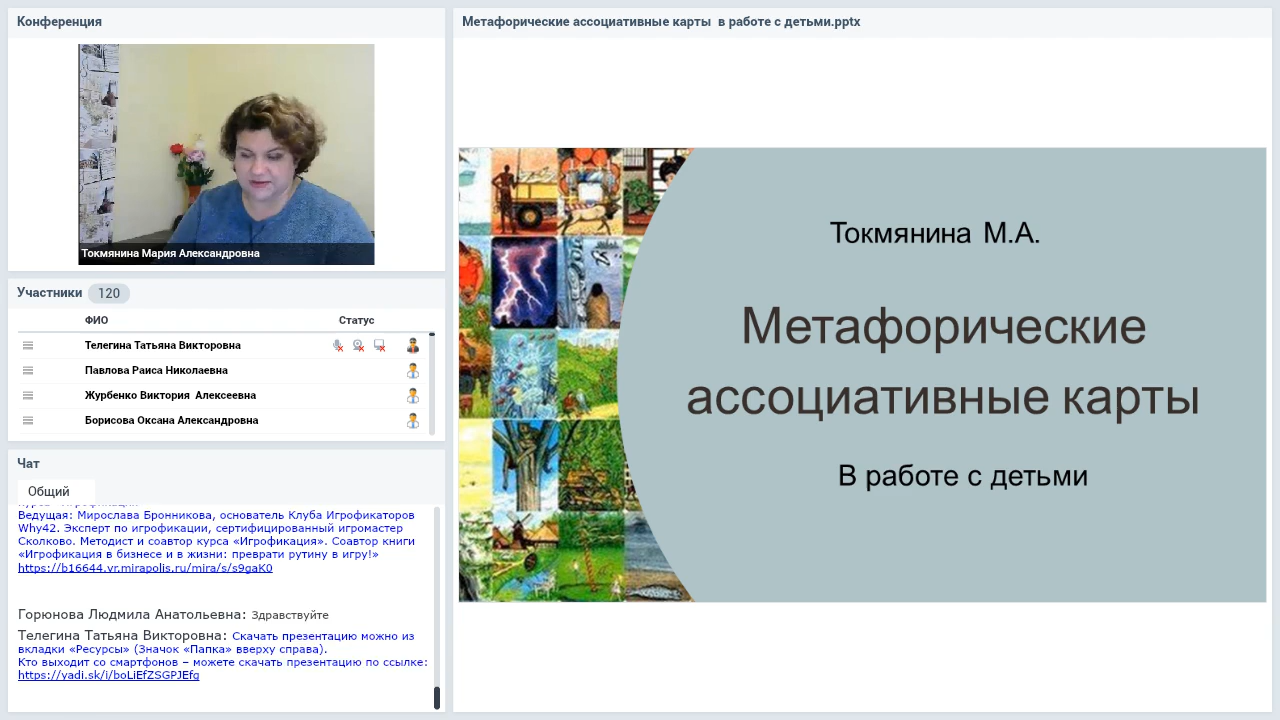 Конференция
Токмянина Мария Александровна
Участники 120
ФИО Статус
Телегина Татьяна Викторовна
Павлова Раиса Николаевна
Журбенко Виктория Алексеевна
Борисова Оксана Александровна
Чат
Общий
Ведущая: Мирослава Бронникова, основатель Клуба Игрофикаторов
Why42. Эксперт по игрофикации, сертифицированный игромастер
Сколково. Методист и соавтор курса «Игрофикация». Соавтор книги
«Игрофикация в бизнесе и в жизни: преврати рутину в игру!»
https://b16644.vr.mirapolis.ru/mira/s/s9gaK0
Горюнова Людмила Анатольевна: Здравствуйте
Телегина Татьяна Викторовна: Скачать презентацию можно из
вкладки «Ресурсы» (Значок «Папка» вверху справа).
Кто выходит со смартфонов – можете скачать презентацию по ссылке:
https://yadi.sk/i/boLiEfZSGPJEfg
Метафорические ассоциативные карты в работе с детьми.pptx
Токмянина М.А.
Метафорические
ассоциативные карты
В работе с детьми